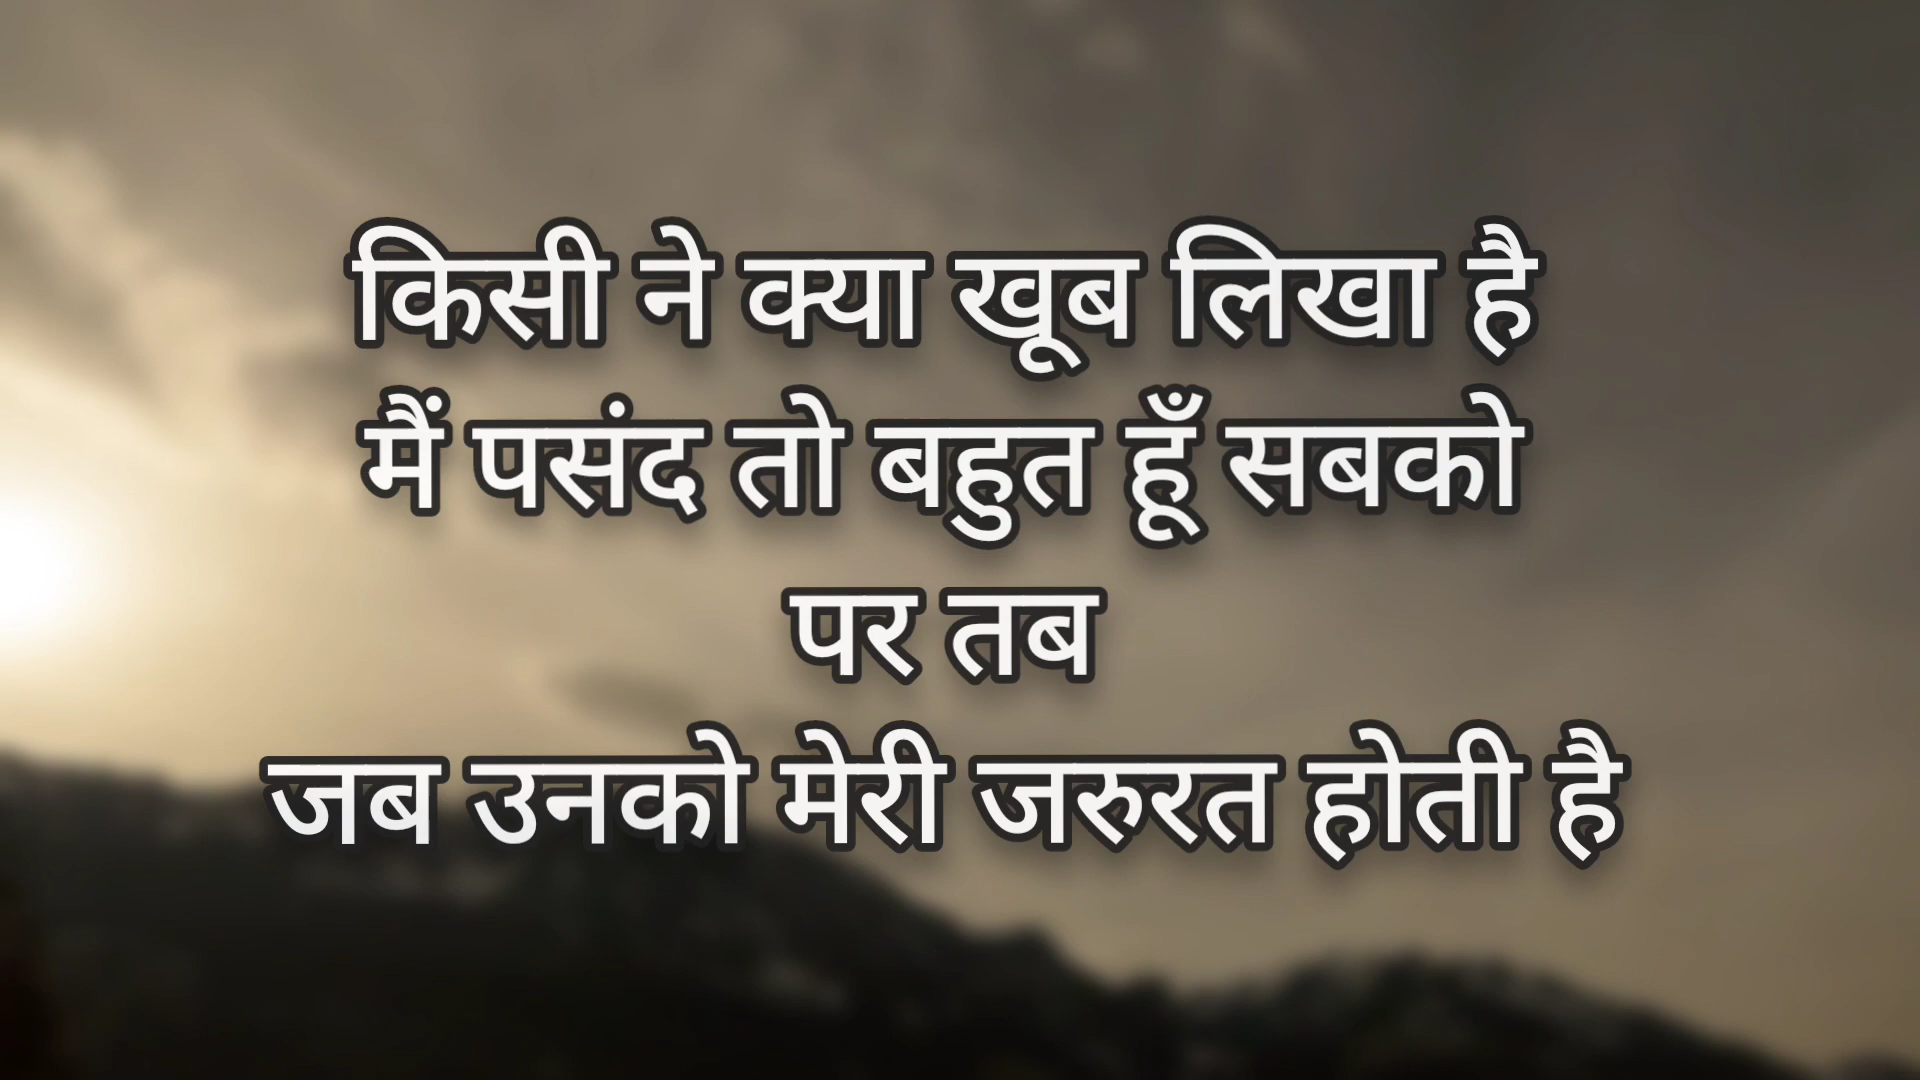 किसी ने क्या खूब लिखा है
मैं पसंद तो बहुत हूँ सबको
पर तब
जब उनको मेरी जरुरत होती है